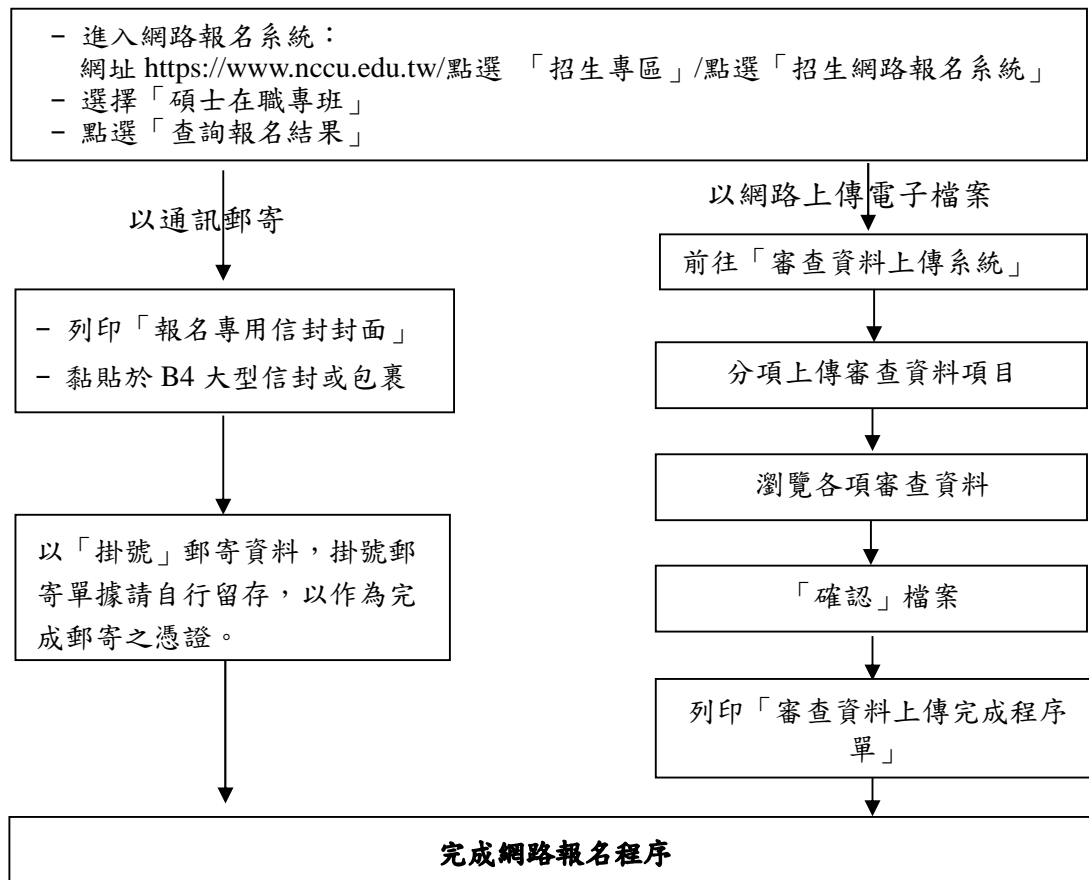 - 進入網路報名系統：
網址 https://www.nccu.edu.tw/點選 「招生專區」/點選「招生網路報名系統」
- 選擇「碩士在職專班」
- 點選「查詢報名結果」
以通訊郵寄
- 列印「報名專用信封封面」
- 黏貼於 B4 大型信封或包裹
以「掛號」郵寄資料，掛號郵
寄單據請自行留存，以作為完
成郵寄之憑證。
以網路上傳電子檔案
前往「審查資料上傳系統」
分項上傳審查資料項目
瀏覽各項審查資料
「確認」檔案
列印「審查資料上傳完成程序
單」
完成網路報名程序